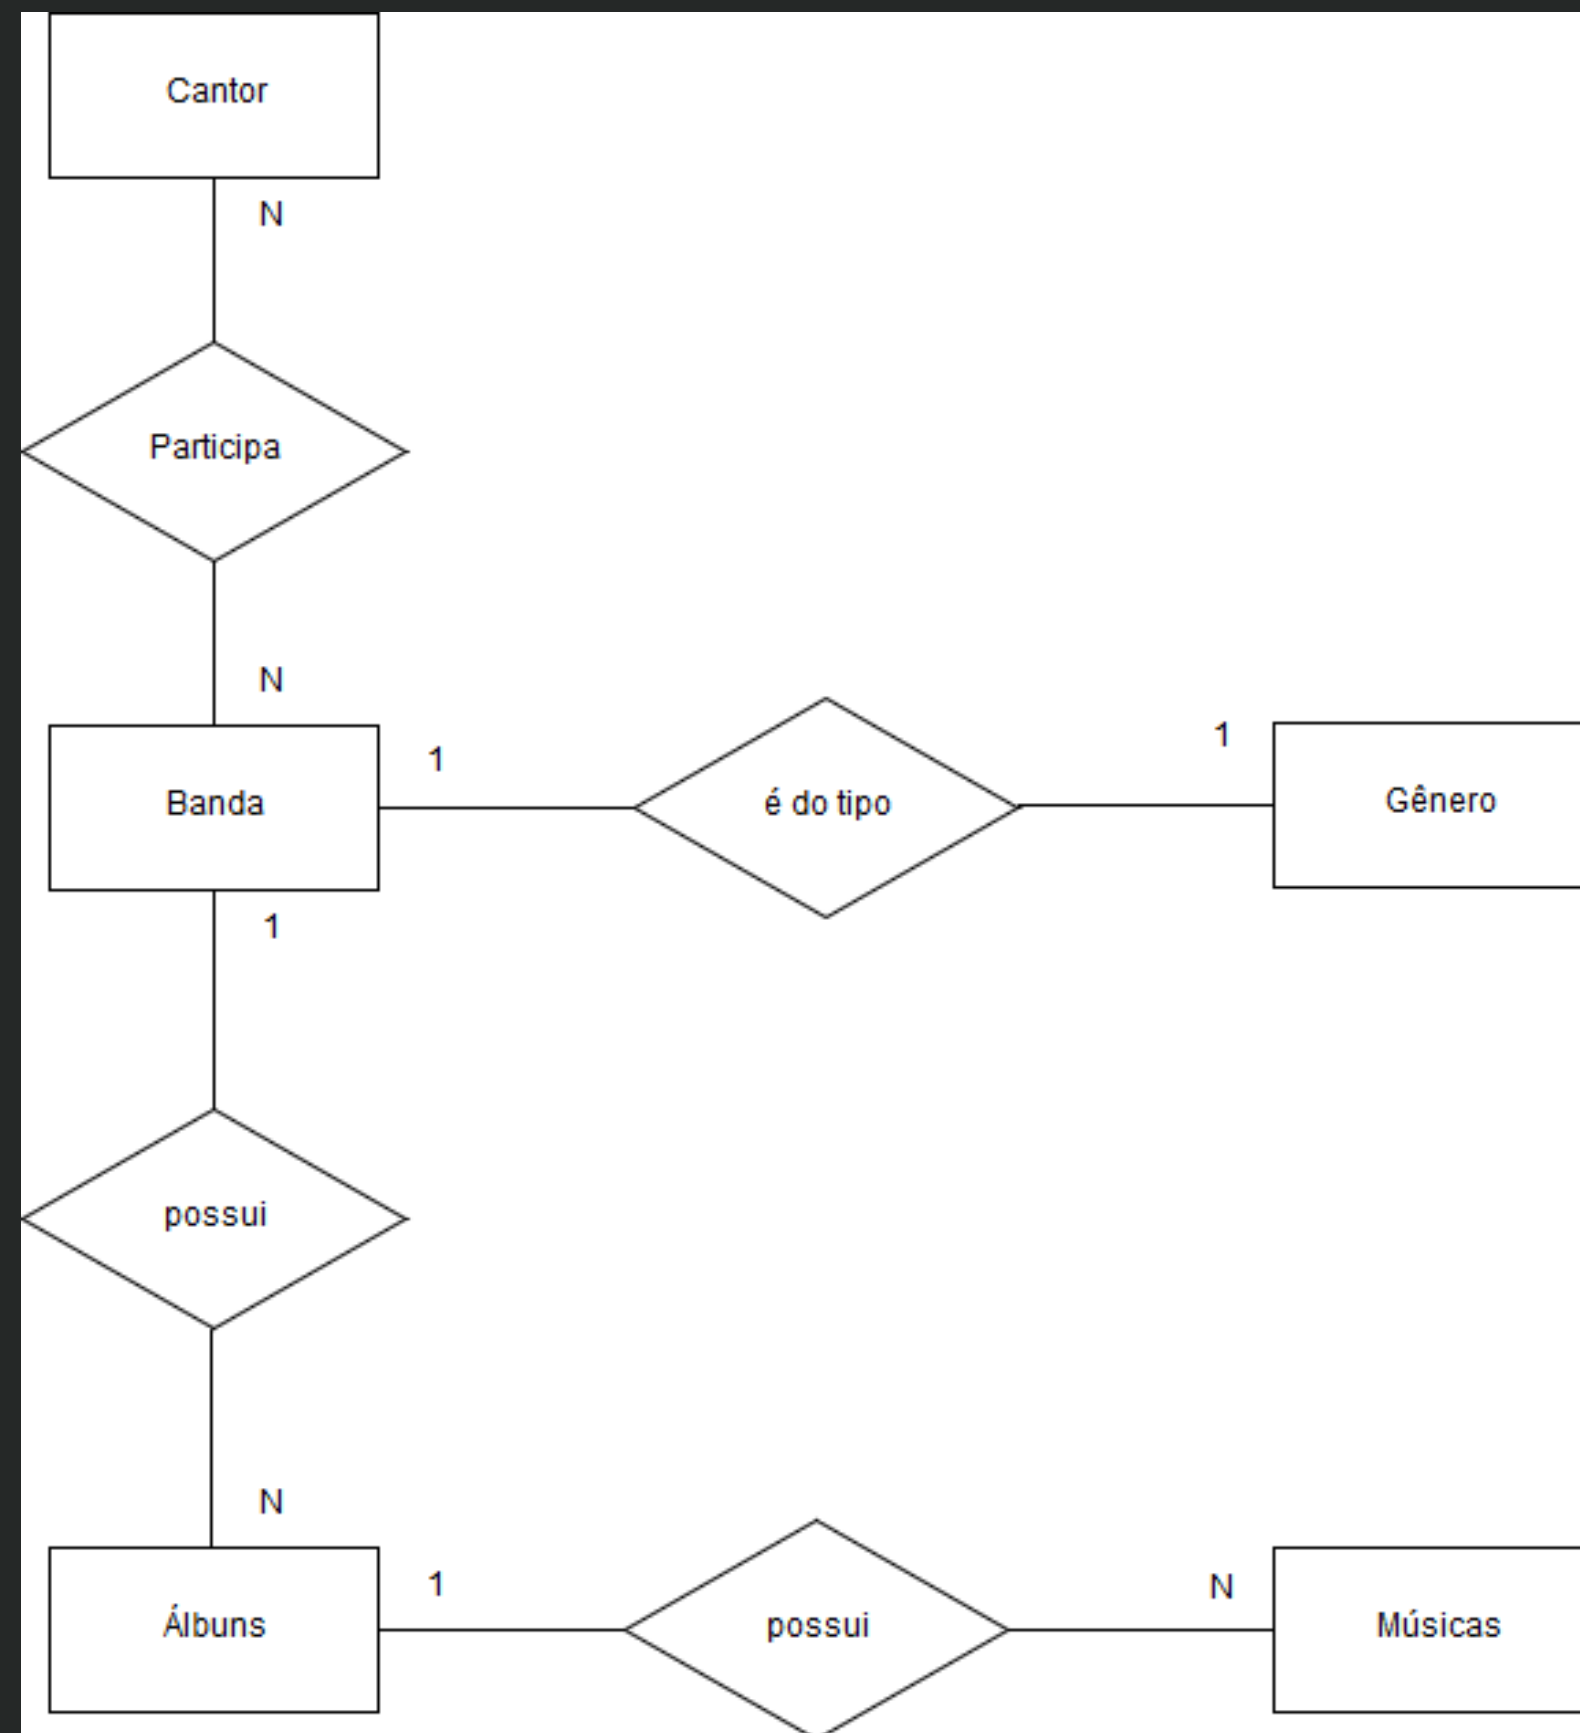 Cantor
N
Participa
N
Banda
1
é do tipo
1
Gênero
1
possui
N
Álbuns
1
possui
N
Músicas